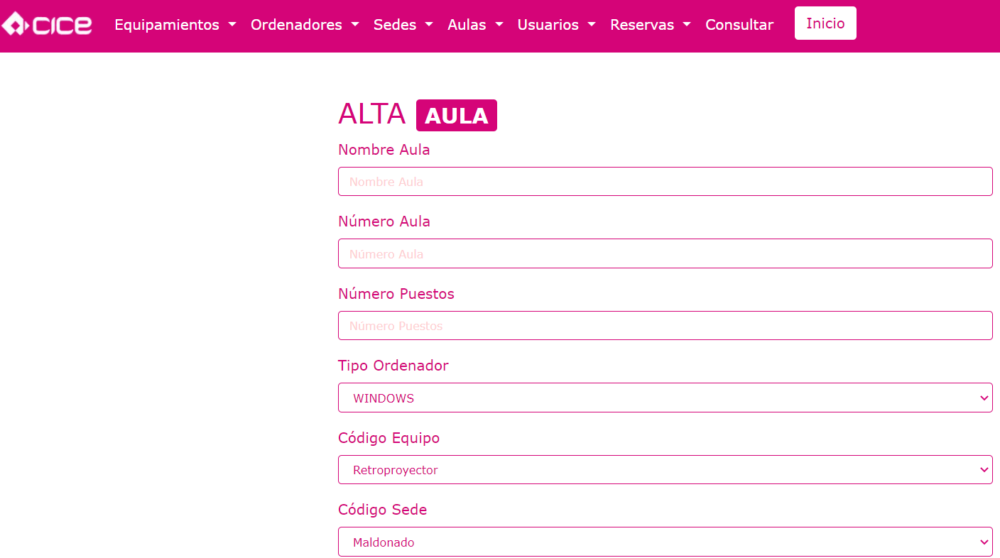 CICE Equipamientos Ordenadores Sedes Aulas Usuarios Reservas Consultar Inicio
ALTA AULA
Nombre Aula
Nombre Aula
Número Aula
Número Aula
Número Puestos
Número Puestos
Tipo Ordenador
WINDOWS
Código Equipo
Retroproyector
Código Sede
Maldonado